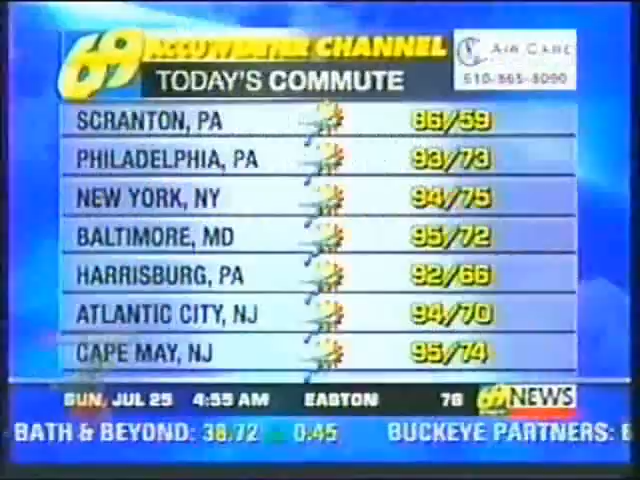 69 ACCUWEATHER CHANNEL
AIR CARE
TODAY'S COMMUTE
610-865-8090
SCRANTON, PA 86/59
PHILADELPHIA, PA 93/73
NEW YORK, NY 94/75
BALTIMORE, MD 95/72
HARRISBURG, PA 92/66
ATLANTIC CITY, NJ 94/70
CAPE MAY, NJ 95/74
SUN, JUL 25 4:55 AM EASTON 76 69 NEWS
BATH & BEYOND: 38.72 0.45 BUCKEYE PARTNERS: